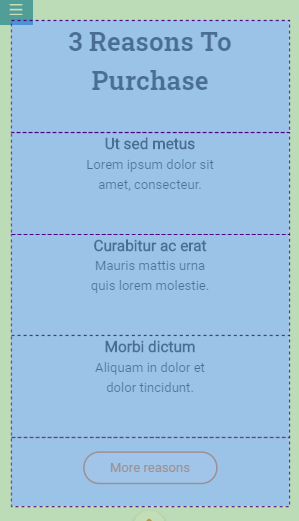 3 Reasons To
Purchase
Ut sed metus
Lorem ipsum dolor sit
amet, consecteur.
Curabitur ac erat
Mauris mattis urna
quis lorem molestie.
Morbi dictum
Aliquam in dolor et
dolor tincidunt.
More reasons